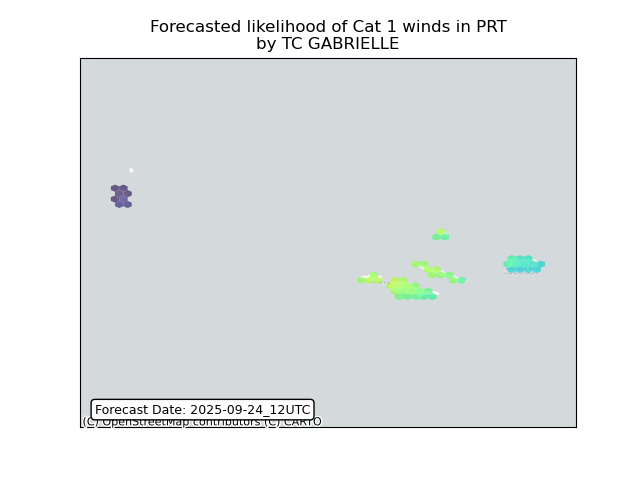 Forecasted likelihood of Cat 1 winds in PRT
by TC GABRIELLE
Forecast Date: 2025-09-24_12UTC
(C) OpenStreetMap contributors (C) CARTO